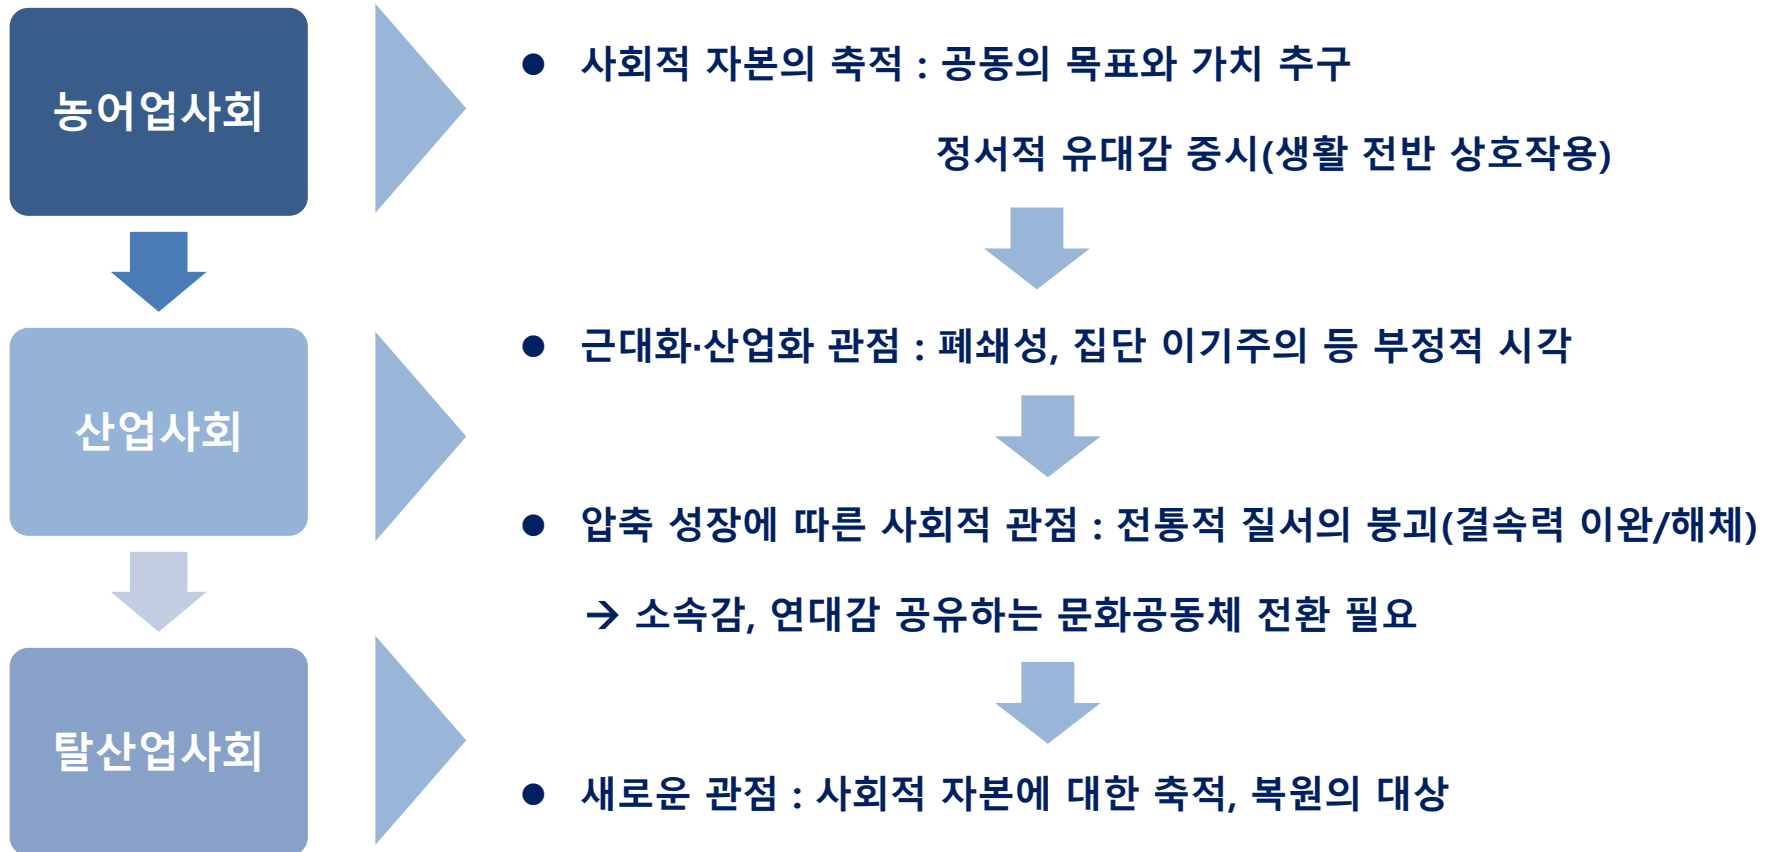 농어업사회
● 사회적 자본의 축적 : 공동의 목표와 가치 추구
정서적 유대감 중시(생활 전반 상호작용)
산업사회
● 근대화·산업화 관점 : 폐쇄성, 집단 이기주의 등 부정적 시각
● 압축 성장에 따른 사회적 관점 : 전통적 질서의 붕괴(결속력 이완/해체)
→ 소속감, 연대감 공유하는 문화공동체 전환 필요
탈산업사회
● 새로운 관점 : 사회적 자본에 대한 축적, 복원의 대상